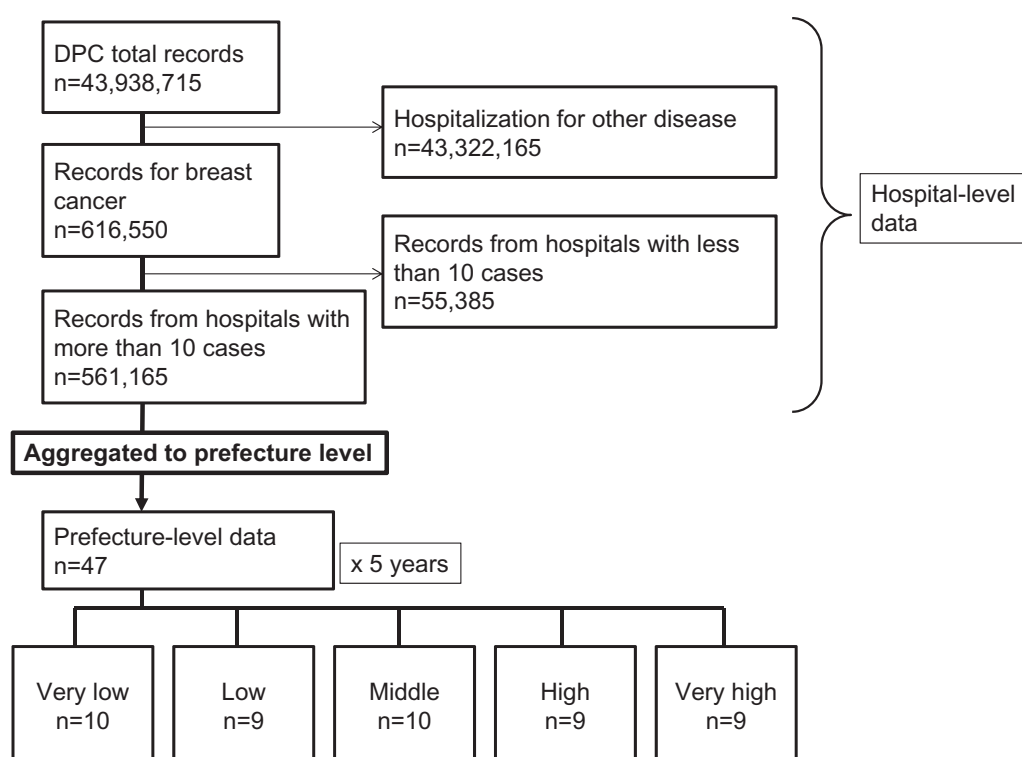 DPC total records
n=43,938,715
Hospitalization for other disease
n=43,322,165
Records for breast
cancer
n=616,550
Records from hospitals with less
than 10 cases
n=55,385
Records from hospitals with
more than 10 cases
n=561,165
Hospital-level
data
Aggregated to prefecture level
Prefecture-level data
n=47
x 5 years
Very low
n=10
Low
n=9
Middle
n=10
High
n=9
Very high
n=9